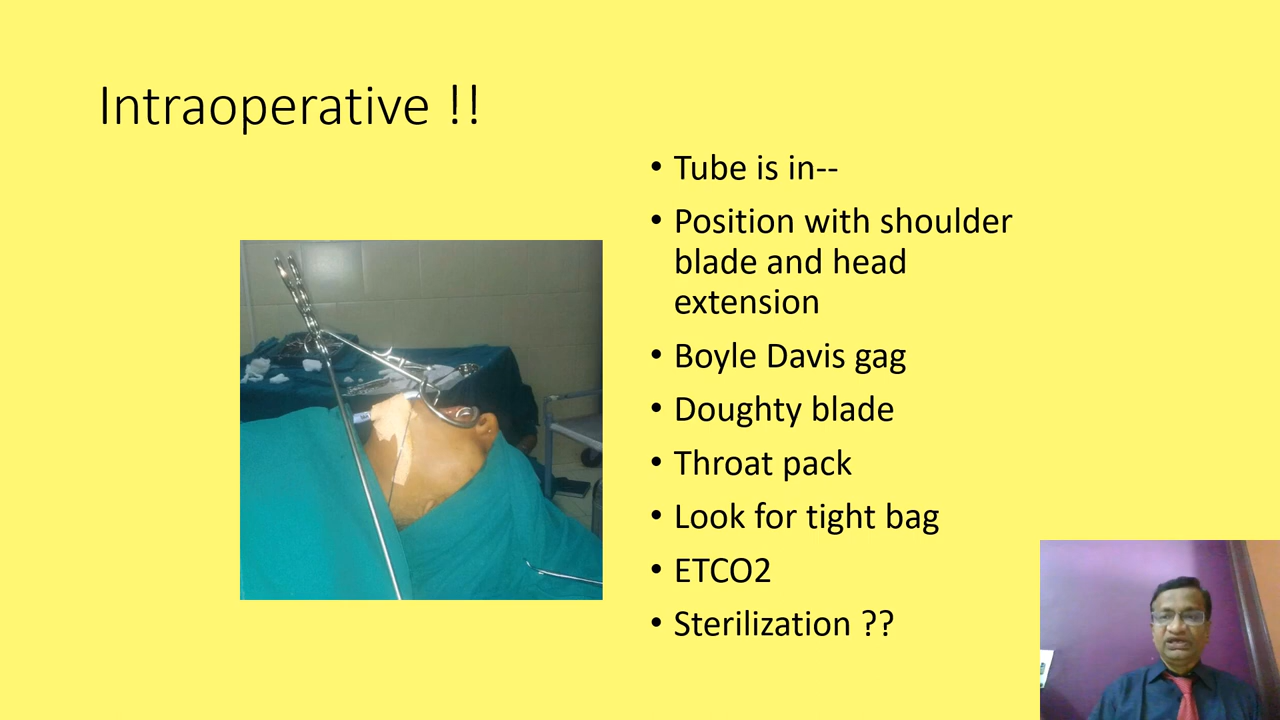 Intraoperative !!
• Tube is in--
• Position with shoulder
blade and head
extension
• Boyle Davis gag
• Doughty blade
• Throat pack
• Look for tight bag
• ETCO2
• Sterilization ??